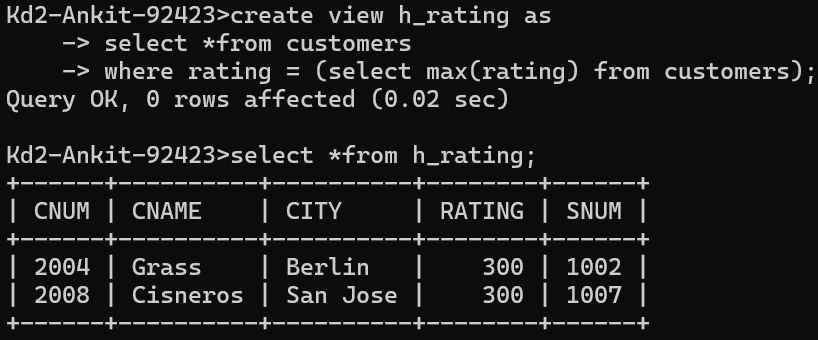 Kd2-Ankit-92423>create view h_rating as
    -> select *from customers
    -> where rating = (select max(rating) from customers);
Query OK, 0 rows affected (0.02 sec)

Kd2-Ankit-92423>select *from h_rating;
+------+----------+----------+--------+------+
| CNUM | CNAME    | CITY     | RATING | SNUM |
+------+----------+----------+--------+------+
| 2004 | Grass    | Berlin   |    300 | 1002 |
| 2008 | Cisneros | San Jose |    300 | 1007 |
+------+----------+----------+--------+------+